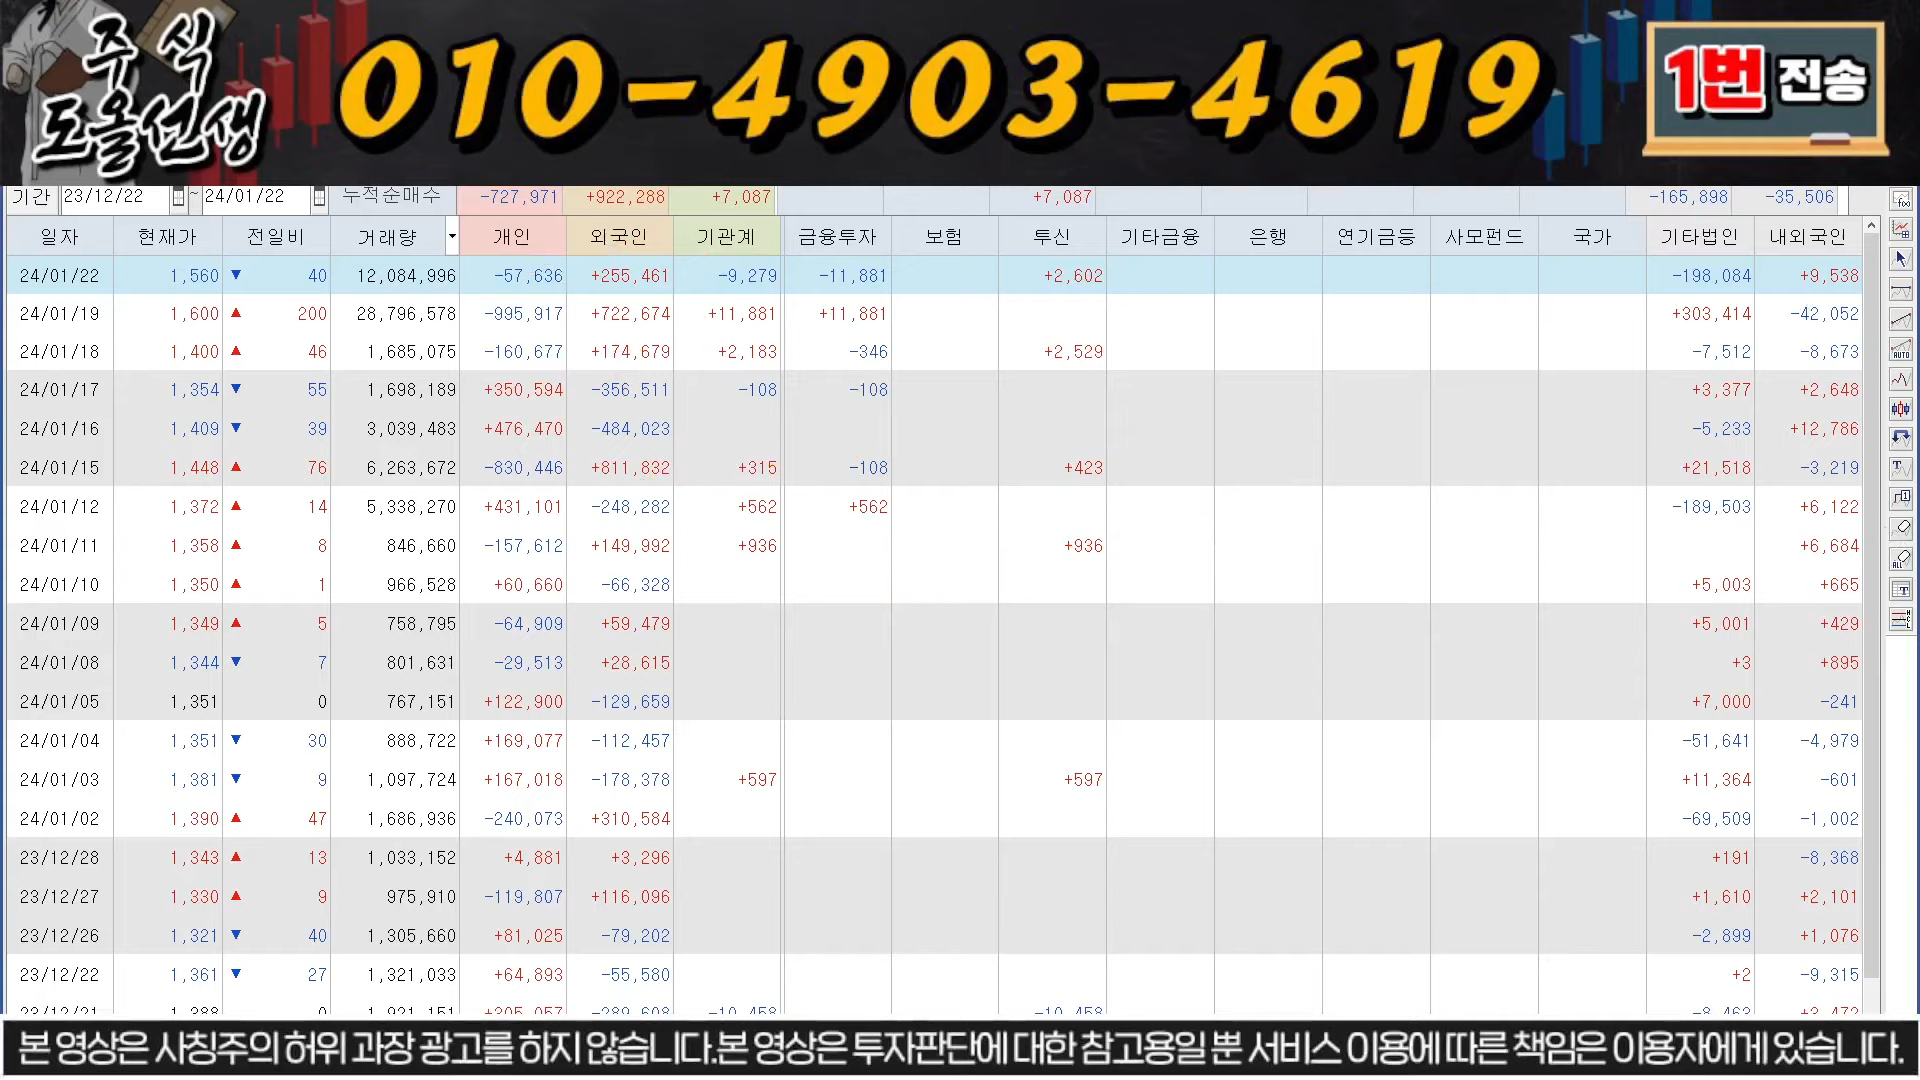 주식
도올선생
010-4903-4619
1번 전송
기간 23/12/22 ~ 24/01/22 누적순매수 -727,971 +922,288 +7,087 +7,087 -165,898 -35,506
일자 현재가 전일비 거래량 개인 외국인 기관계 금융투자 보험 투신 기타금융 은행 연기금등 사모펀드 국가 기타법인 내외국인
24/01/22 1,560 ▼ 40 12,084,996 -57,636 +255,461 -9,279 -11,881 +2,602 -198,084 +9,538
24/01/19 1,600 ▲ 200 28,796,578 -995,917 +722,674 +11,881 +11,881 +303,414 -42,052
24/01/18 1,400 ▲ 46 1,685,075 -160,677 +174,679 +2,183 -346 +2,529 -7,512 -8,673
24/01/17 1,354 ▼ 55 1,698,189 +350,594 -356,511 -108 -108 +3,377 +2,648
24/01/16 1,409 ▼ 39 3,039,483 +476,470 -484,023 -5,233 +12,786
24/01/15 1,448 ▲ 76 6,263,672 -830,446 +811,832 +315 -108 +423 +21,518 -3,219
24/01/12 1,372 ▲ 14 5,338,270 +431,101 -248,282 +562 +562 -189,503 +6,122
24/01/11 1,358 ▲ 8 846,660 -157,612 +149,992 +936 +936 +6,684
24/01/10 1,350 ▲ 1 966,528 +60,660 -66,328 +5,003 +665
24/01/09 1,349 ▲ 5 758,795 -64,909 +59,479 +5,001 +429
24/01/08 1,344 ▼ 7 801,631 -29,513 +28,615 +3 +895
24/01/05 1,351 0 767,151 +122,900 -129,659 +7,000 -241
24/01/04 1,351 ▼ 30 888,722 +169,077 -112,457 -51,641 -4,979
24/01/03 1,381 ▼ 9 1,097,724 +167,018 -178,378 +597 +597 +11,364 -601
24/01/02 1,390 ▲ 47 1,686,936 -240,073 +310,584 -69,509 -1,002
23/12/28 1,343 ▲ 13 1,033,152 +4,881 +3,296 +191 -8,368
23/12/27 1,330 ▲ 9 975,910 -119,807 +116,096 +1,610 +2,101
23/12/26 1,321 ▼ 40 1,305,660 +81,025 -79,202 -2,899 +1,076
23/12/22 1,361 ▼ 27 1,321,033 +64,893 -55,580 +2 -9,315
23/12/21 1,388 0 1,921,151 +305,057 -289,608 -10,458 -10,458 -8,463 +3,472
본 영상은 사칭주의 허위 과장 광고를 하지 않습니다.본 영상은 투자판단에 대한 참고용일 뿐 서비스 이용에 따른 책임은 이용자에게 있습니다.